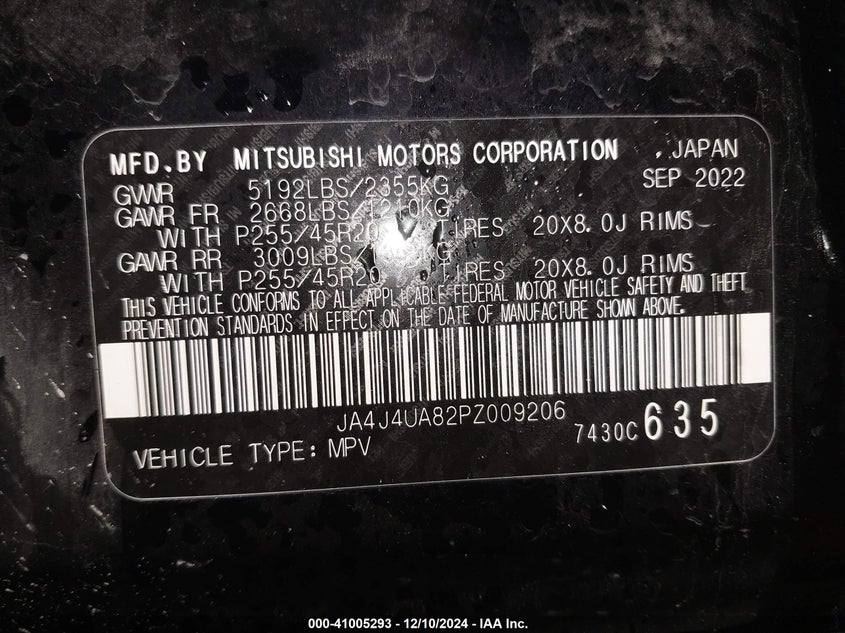 MFD.BY MITSUBISHI MOTORS CORPORATION , JAPAN
GWVR 5192LBS/2355KG SEP 2022
GAWR FR 2668LBS/1210KG
WITH P255/45R20 TIRES 20X8.0J RIMS
GAWR RR 3009LBS/ KG
WITH P255/45R20 TIRES 20X8.0J RIMS
THIS VEHICLE CONFORMS TO ALL APPLICABLE FEDERAL MOTOR VEHICLE SAFETY AND THEFT
PREVENTION STANDARDS IN EFFECT ON THE DATE OF MANUFACTURE SHOWN ABOVE.
JA4J4UA82PZ009206
VEHICLE TYPE: MPV 7430C 635
000-41005293 - 12/10/2024 - IAA Inc.